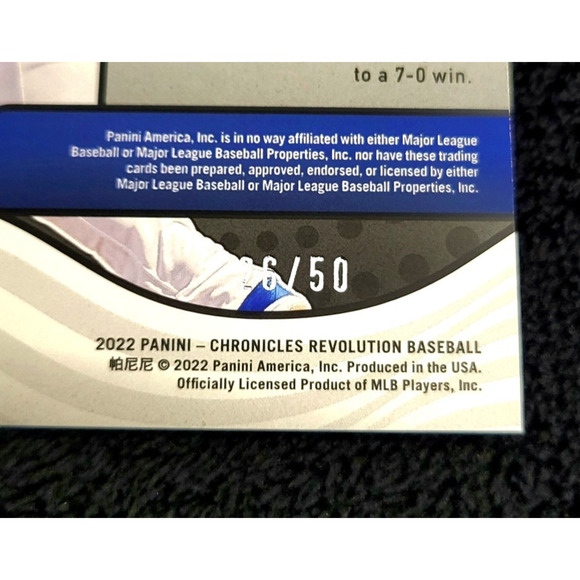 to a 7-0 win.
Panini America, Inc. is in no way affiliated with either Major League
Baseball or Major League Baseball Properties, Inc. nor have these trading
cards been prepared, approved, endorsed, or licensed by either
Major League Baseball or Major League Baseball Properties, Inc.
26/50
2022 PANINI – CHRONICLES REVOLUTION BASEBALL
帕尼尼 © 2022 Panini America, Inc. Produced in the USA.
Officially Licensed Product of MLB Players, Inc.